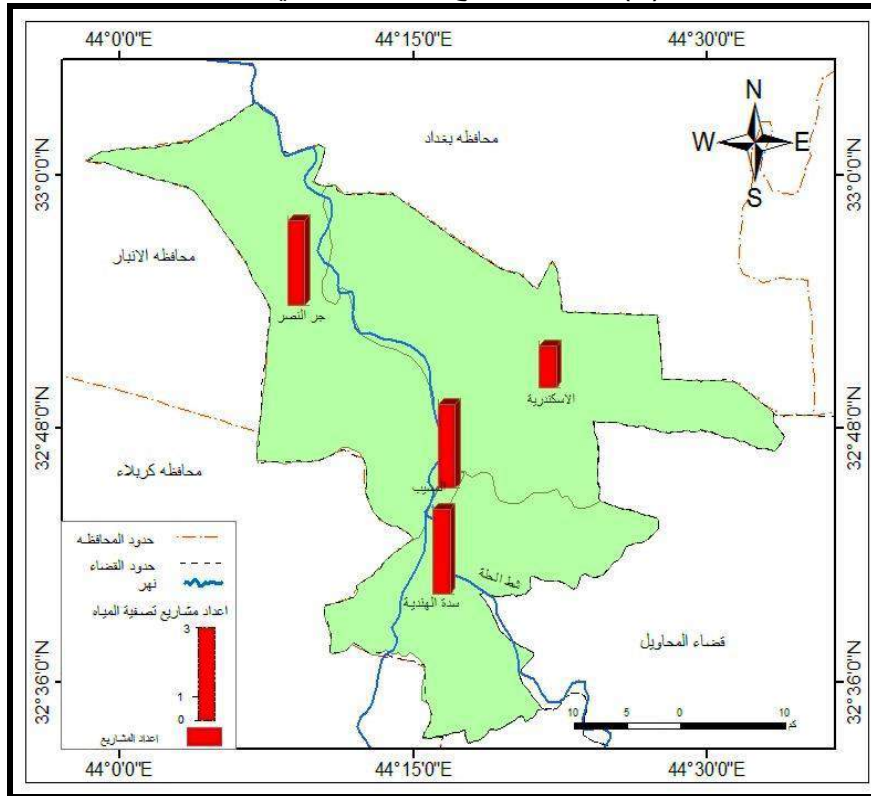 44°0'0"E 44°15'0"E 44°30'0"E
N
W E
S
33°0'0"N
33°0'0"N
محافظه بغداد
محافظه الانبار
جر النصر
الاسكندرية
32°48'0"N
32°48'0"N
محافظه كربلاء
المسيب
شط الحلة
سدة الهندية
قضاء المحاويل
حدود المحافظه
حدود القضاء
نهر
اعداد مشاريع تصفية المياه
3
1
0
اعداد المشاريع
32°36'0"N
32°36'0"N
10 5 0 10
كم
44°0'0"E 44°15'0"E 44°30'0"E